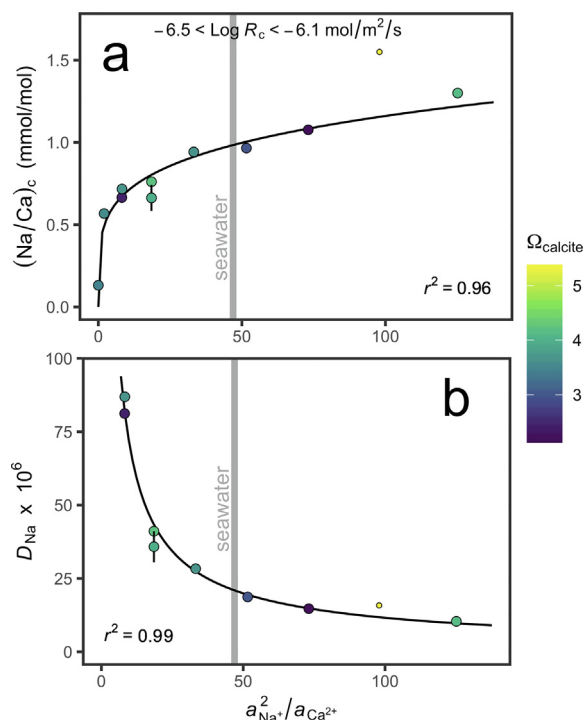 −6.5 < Log Rc < −6.1 mol/m²/s
a
1.5
1.0
0.5
0.0
(Na/Ca)c (mmol/mol)
seawater
r² = 0.96
0
50
100
Ωcalcite
5
4
3
100
b
75
50
25
0
DNa x 10⁶
seawater
r² = 0.99
0
50
100
a²Na⁺/aCa²⁺